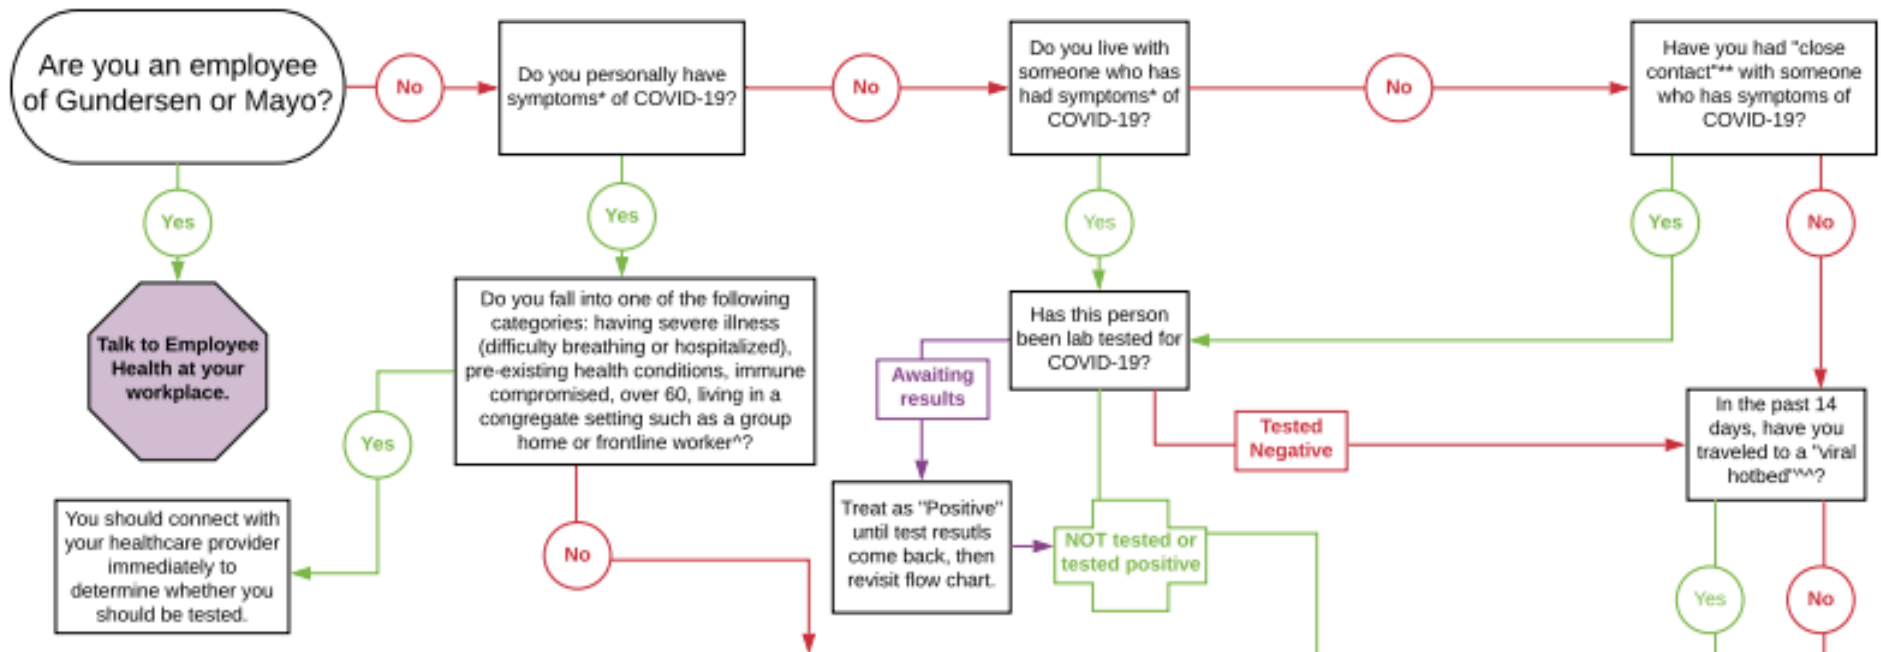 Are you an employee
of Gundersen or Mayo?
No
Do you personally have
symptoms* of COVID-19?
No
Do you live with
someone who has
had symptoms* of
COVID-19?
No
Have you had "close
contact"** with someone
who has symptoms of
COVID-19?
Yes
Yes
Yes
Yes
No
Talk to Employee
Health at your
workplace.
Do you fall into one of the following
categories: having severe illness
(difficulty breathing or hospitalized),
pre-existing health conditions, immune
compromised, over 60, living in a
congregate setting such as a group
home or frontline worker^?
Has this person
been lab tested for
COVID-19?
Awaiting
results
Tested
Negative
In the past 14
days, have you
traveled to a "viral
hotbed"^^?
Yes
You should connect with
your healthcare provider
immediately to
determine whether you
should be tested.
No
Treat as "Positive"
until test resutls
come back, then
revisit flow chart.
NOT tested or
tested positive
Yes
No